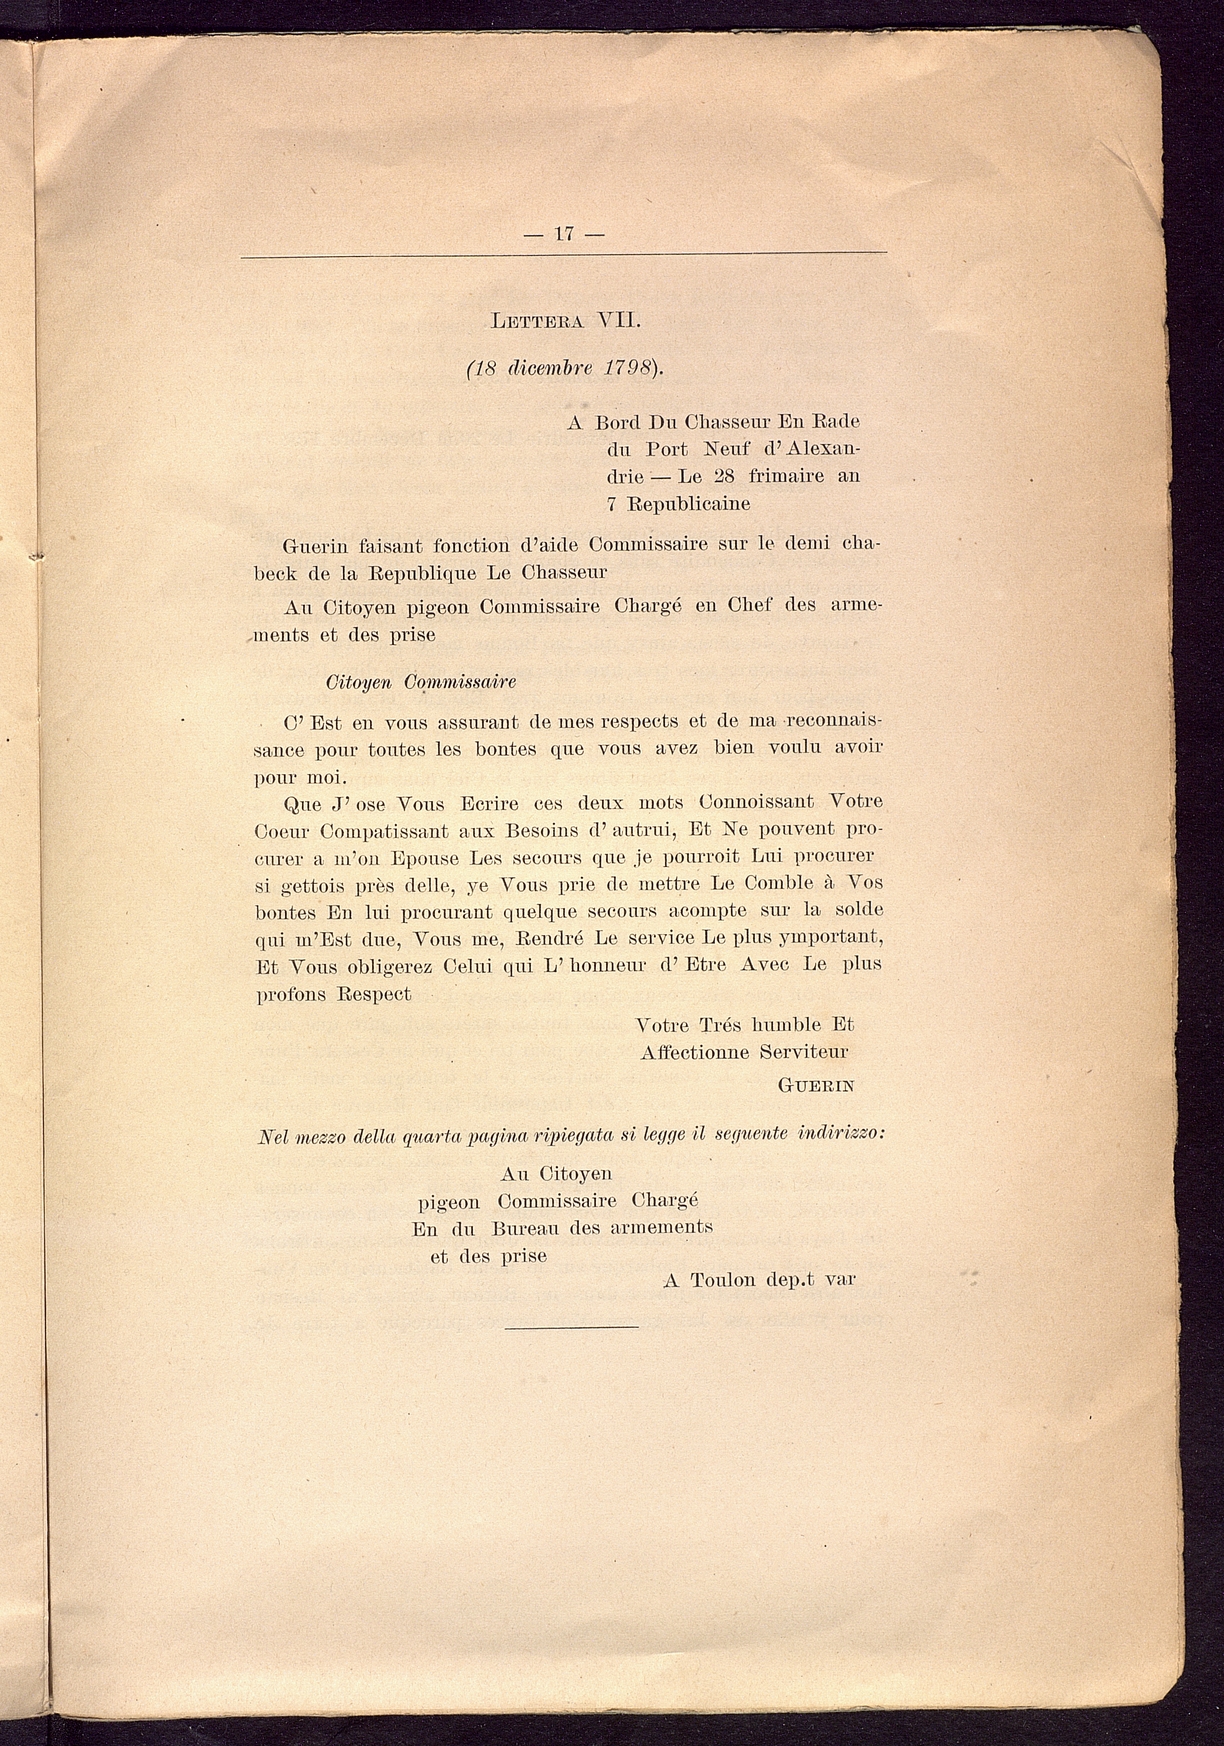 — 17 —
LETTERA VII.
(18 dicembre 1798).
A Bord Du Chasseur En Rade
du Port Neuf d' Alexan-
drie — Le 28 frimaire an
7 Republicaine
Guerin faisant fonction d'aide Commissaire sur le demi cha-
beck de la Republique Le Chasseur
Au Citoyen pigeon Commissaire Chargé en Chef des arme-
ments et des prise
Citoyen Commissaire
C' Est en vous assurant de mes respects et de ma reconnais-
sance pour toutes les bontes que vous avez bien voulu avoir
pour moi.
Que J' ose Vous Ecrire ces deux mots Connoissant Votre
Coeur Compatissant aux Besoins d' autrui, Et Ne pouvent pro-
curer a m'on Epouse Les secours que je pourroit Lui procurer
si gettois près delle, ye Vous prie de mettre Le Comble à Vos
bontes En lui procurant quelque secours acompte sur la solde
qui m'Est due, Vous me, Rendré Le service Le plus ymportant,
Et Vous obligerez Celui qui L' honneur d' Etre Avec Le plus
profons Respect
Votre Trés humble Et
Affectionne Serviteur
GUERIN
Nel mezzo della quarta pagina ripiegata si legge il seguente indirizzo:
Au Citoyen
pigeon Commissaire Chargé
En du Bureau des armements
et des prise
A Toulon dep.t var